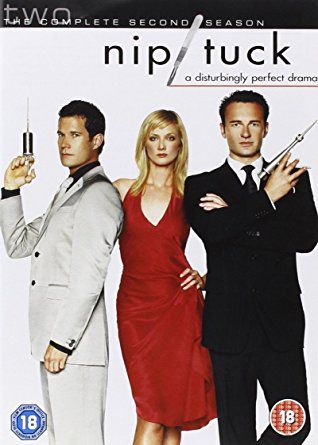 two
THE COMPLETE SECOND SEASON
nip/tuck
a disturbingly perfect drama
18
18